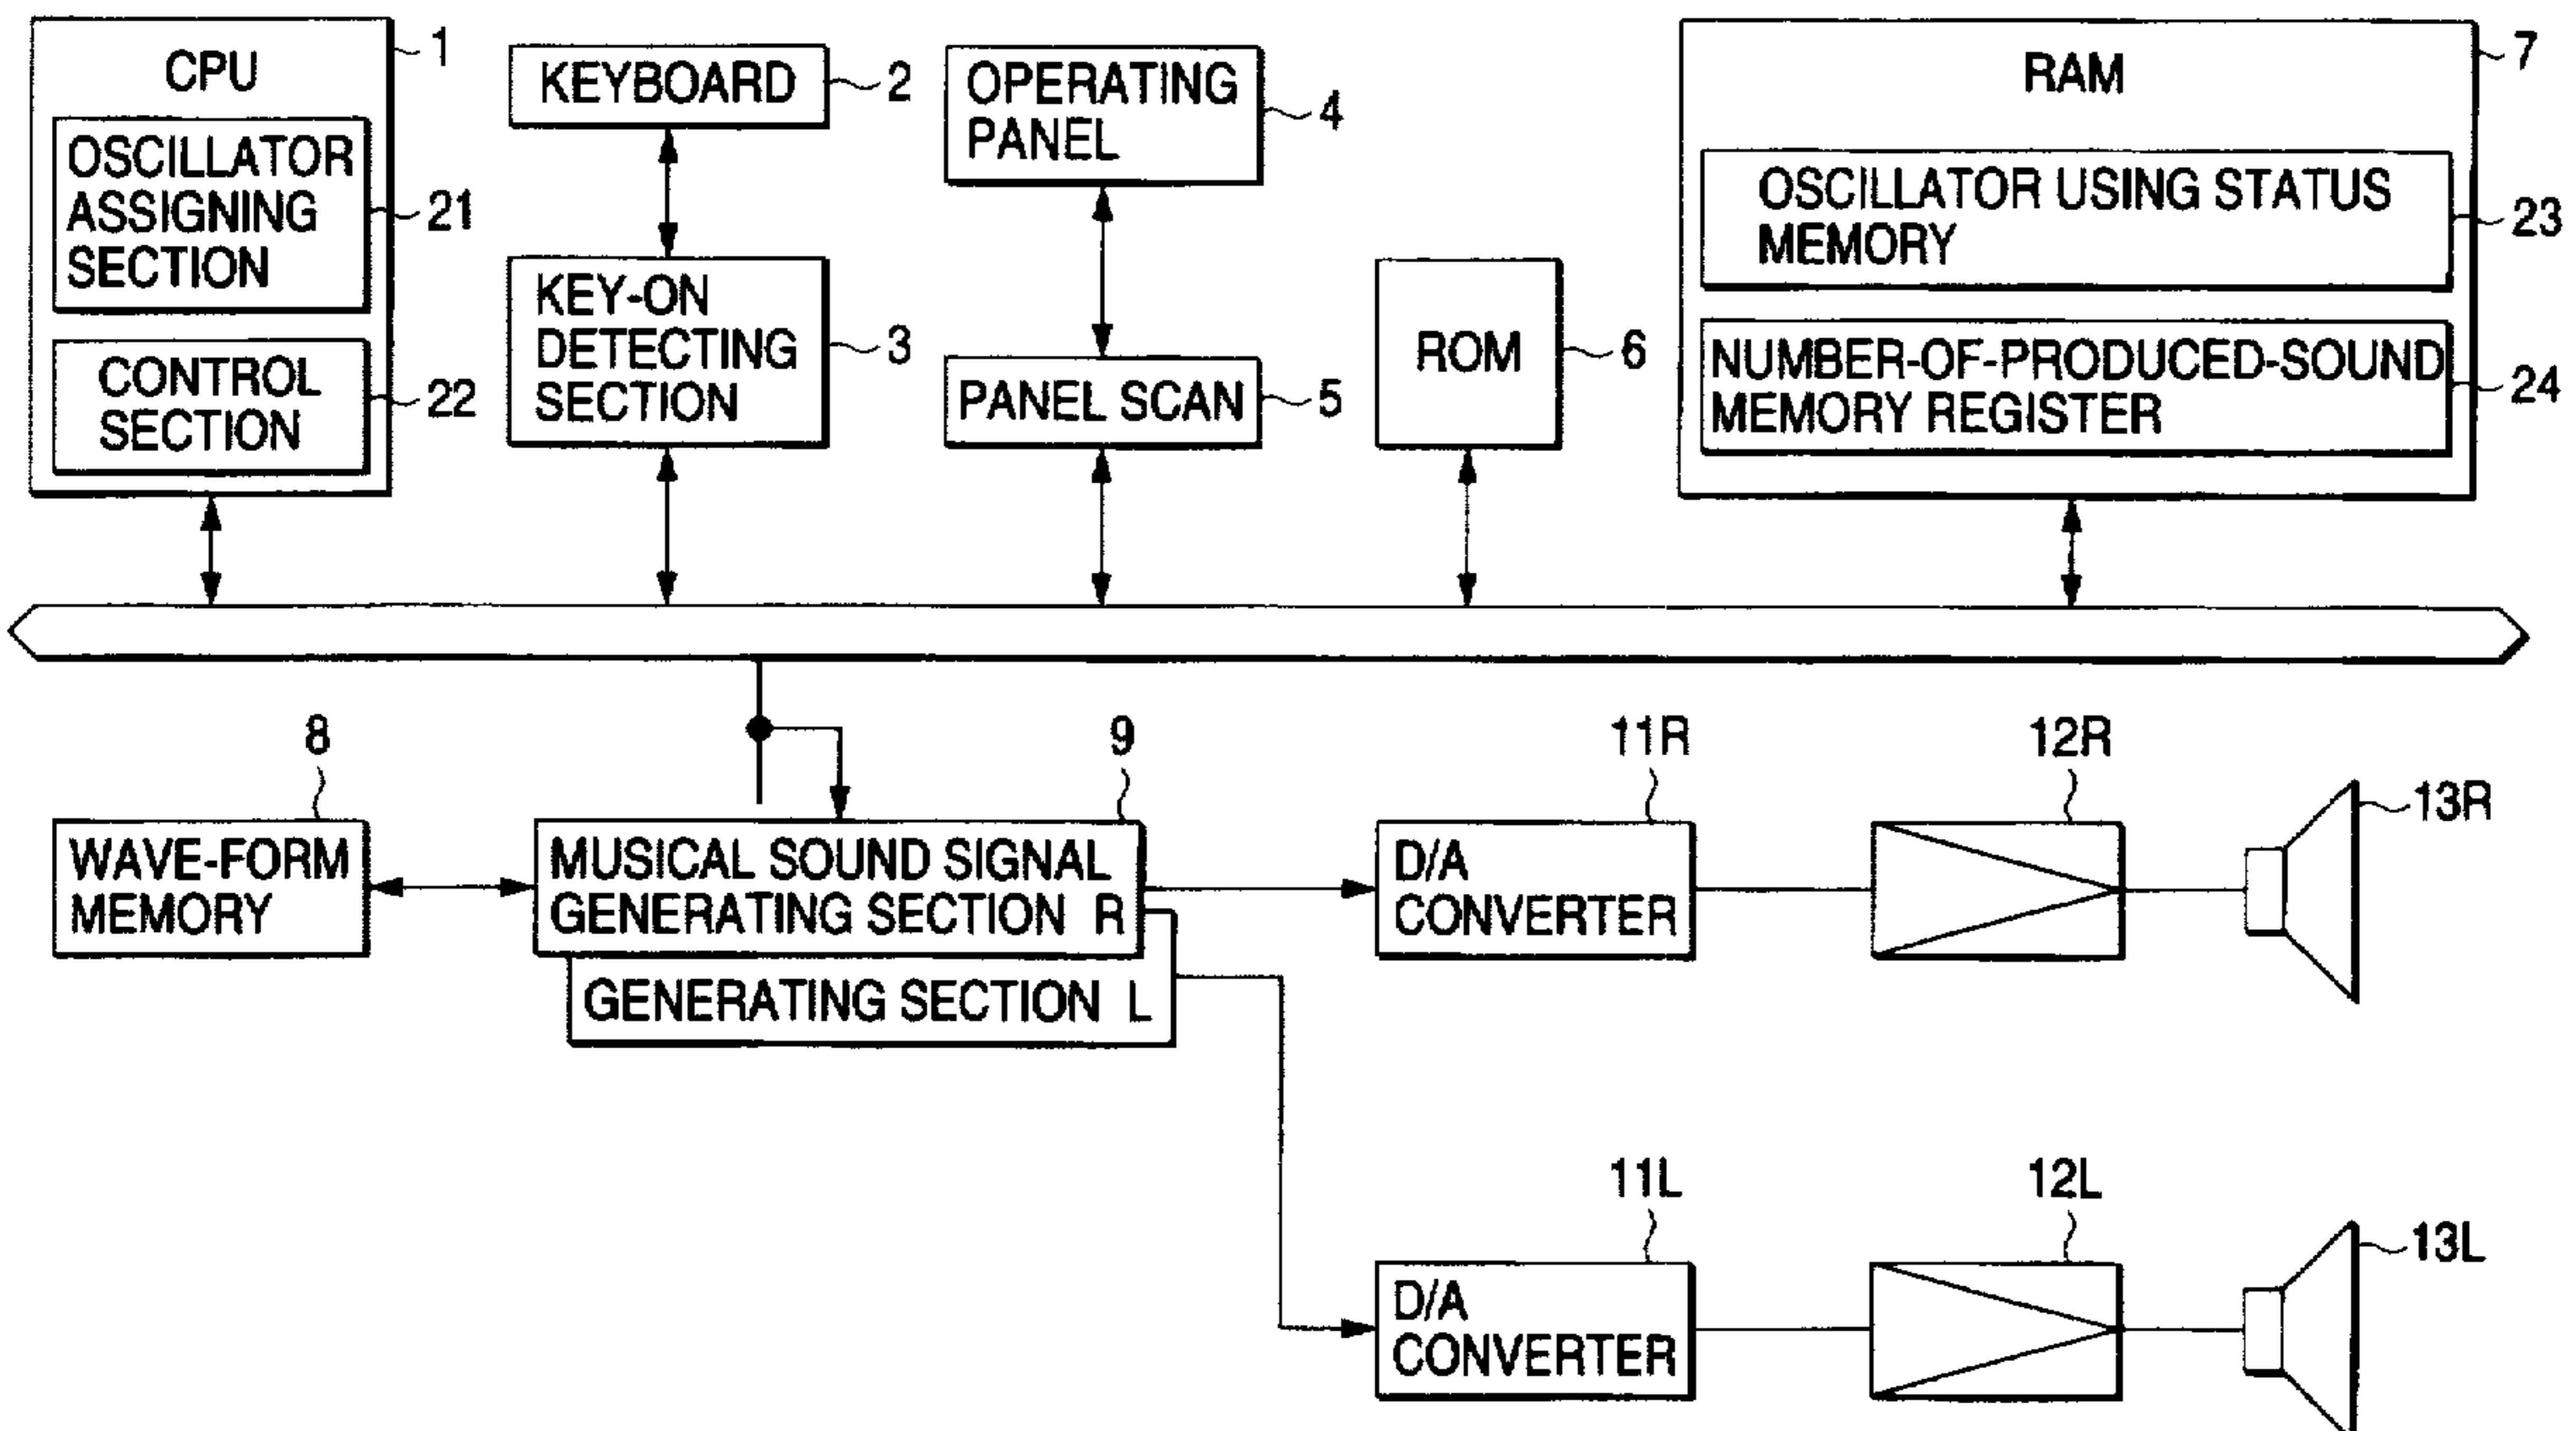 CPU
1
OSCILLATOR
ASSIGNING
SECTION
21
CONTROL
SECTION
22
KEYBOARD
2
KEY-ON
DETECTING
SECTION
3
OPERATING
PANEL
4
PANEL SCAN
5
ROM
6
RAM
7
OSCILLATOR USING STATUS
MEMORY
23
NUMBER-OF-PRODUCED-SOUND
MEMORY REGISTER
24
8
WAVE-FORM
MEMORY
9
MUSICAL SOUND SIGNAL
GENERATING SECTION R
GENERATING SECTION L
11R
D/A
CONVERTER
12R
13R
11L
D/A
CONVERTER
12L
13L